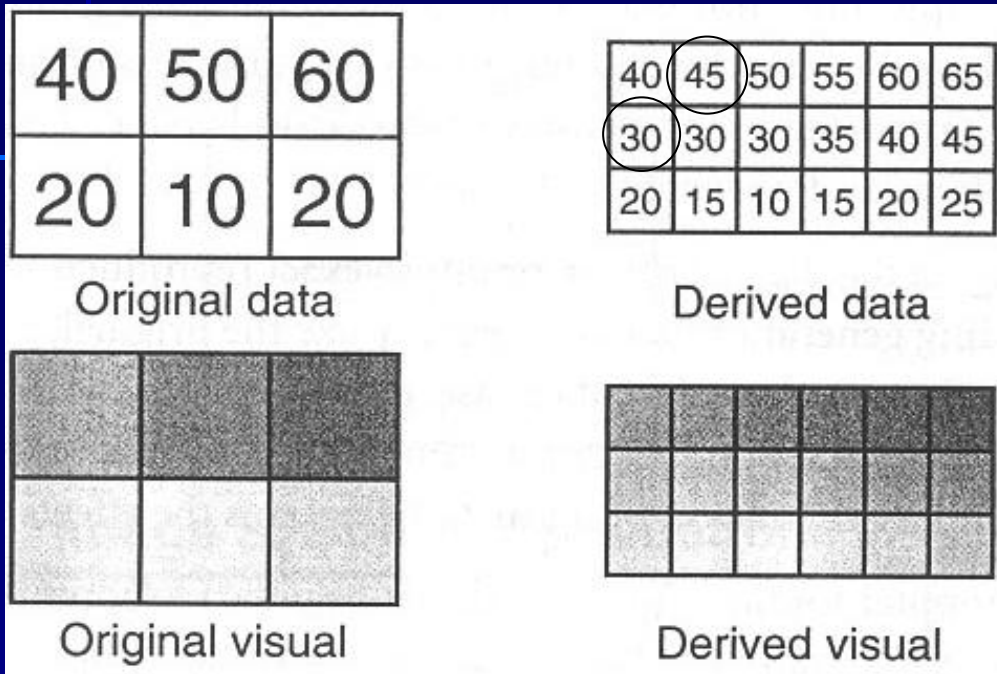 40 50 60
20 10 20
Original data
40 45 50 55 60 65
30 30 30 35 40 45
20 15 10 15 20 25
Derived data
Original visual
Derived visual